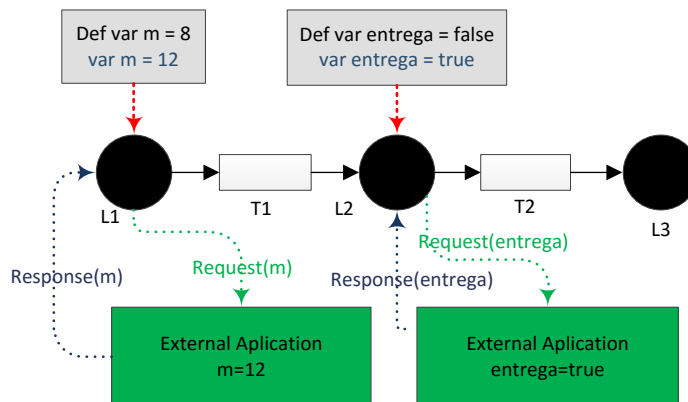 Def var m = 8
var m = 12
Def var entrega = false
var entrega = true
L1
T1
L2
T2
L3
Response(m)
Request(m)
Response(entrega)
Request(entrega)
External Aplication
m=12
External Aplication
entrega=true